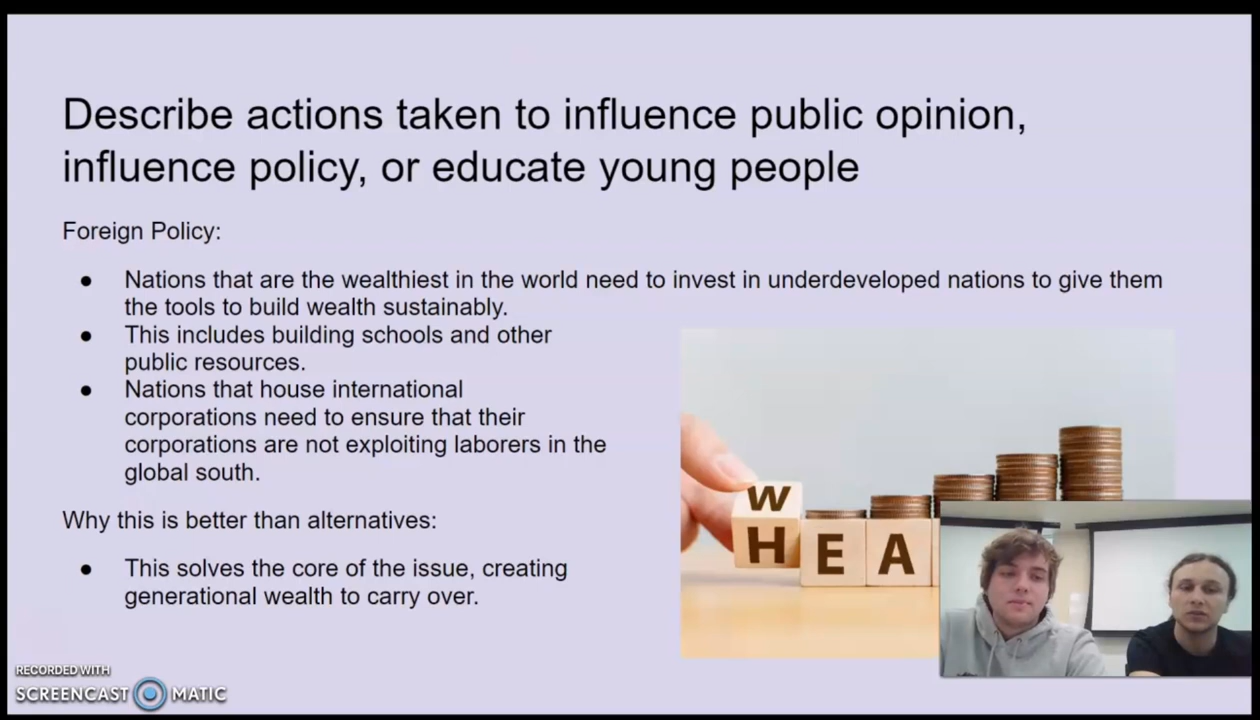 Describe actions taken to influence public opinion,
influence policy, or educate young people
Foreign Policy:
● Nations that are the wealthiest in the world need to invest in underdeveloped nations to give them
the tools to build wealth sustainably.
● This includes building schools and other
public resources.
● Nations that house international
corporations need to ensure that their
corporations are not exploiting laborers in the
global south.
Why this is better than alternatives:
● This solves the core of the issue, creating
generational wealth to carry over.
W
H E A
RECORDED WITH
SCREENCAST MATIC